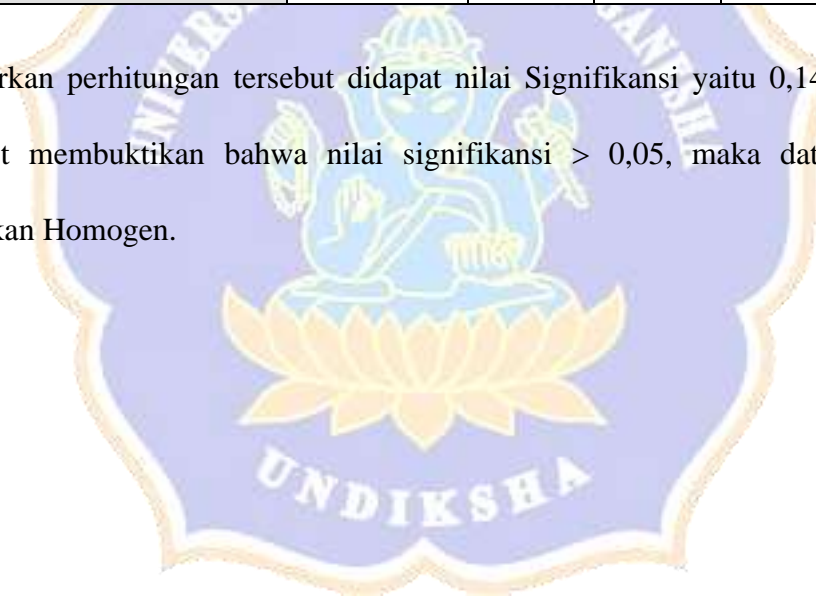 rkan perhitungan tersebut didapat nilai Signifikansi yaitu 0,14
t membuktikan bahwa nilai signifikansi > 0,05, maka dat
kan Homogen.
UNDIKSHA